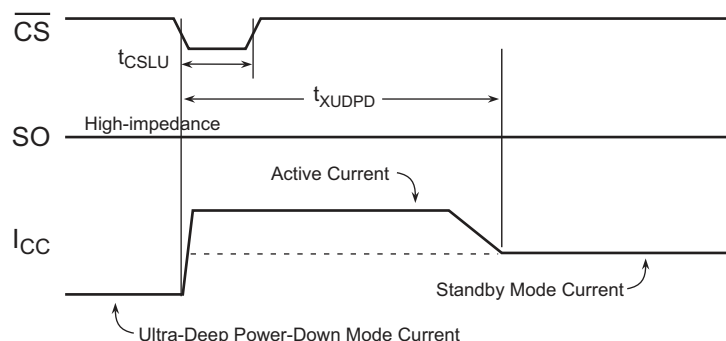 CS
tCSLU
tXUDPD
High-impedance
SO
Active Current
ICC
Standby Mode Current
Ultra-Deep Power-Down Mode Current